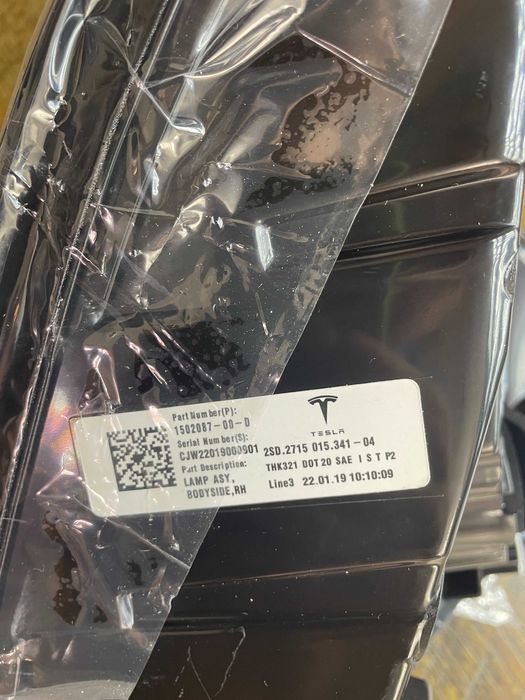 Part Number(P):
1502087-00-D
Serial Number(S):
CJW22019000901
Part Description:
LAMP ASY,
BODYSIDE,RH
TESLA
2SD.2715 015.341-04
THK321 DOT20 SAE I S T P2
Line3 22.01.19 10:10:09